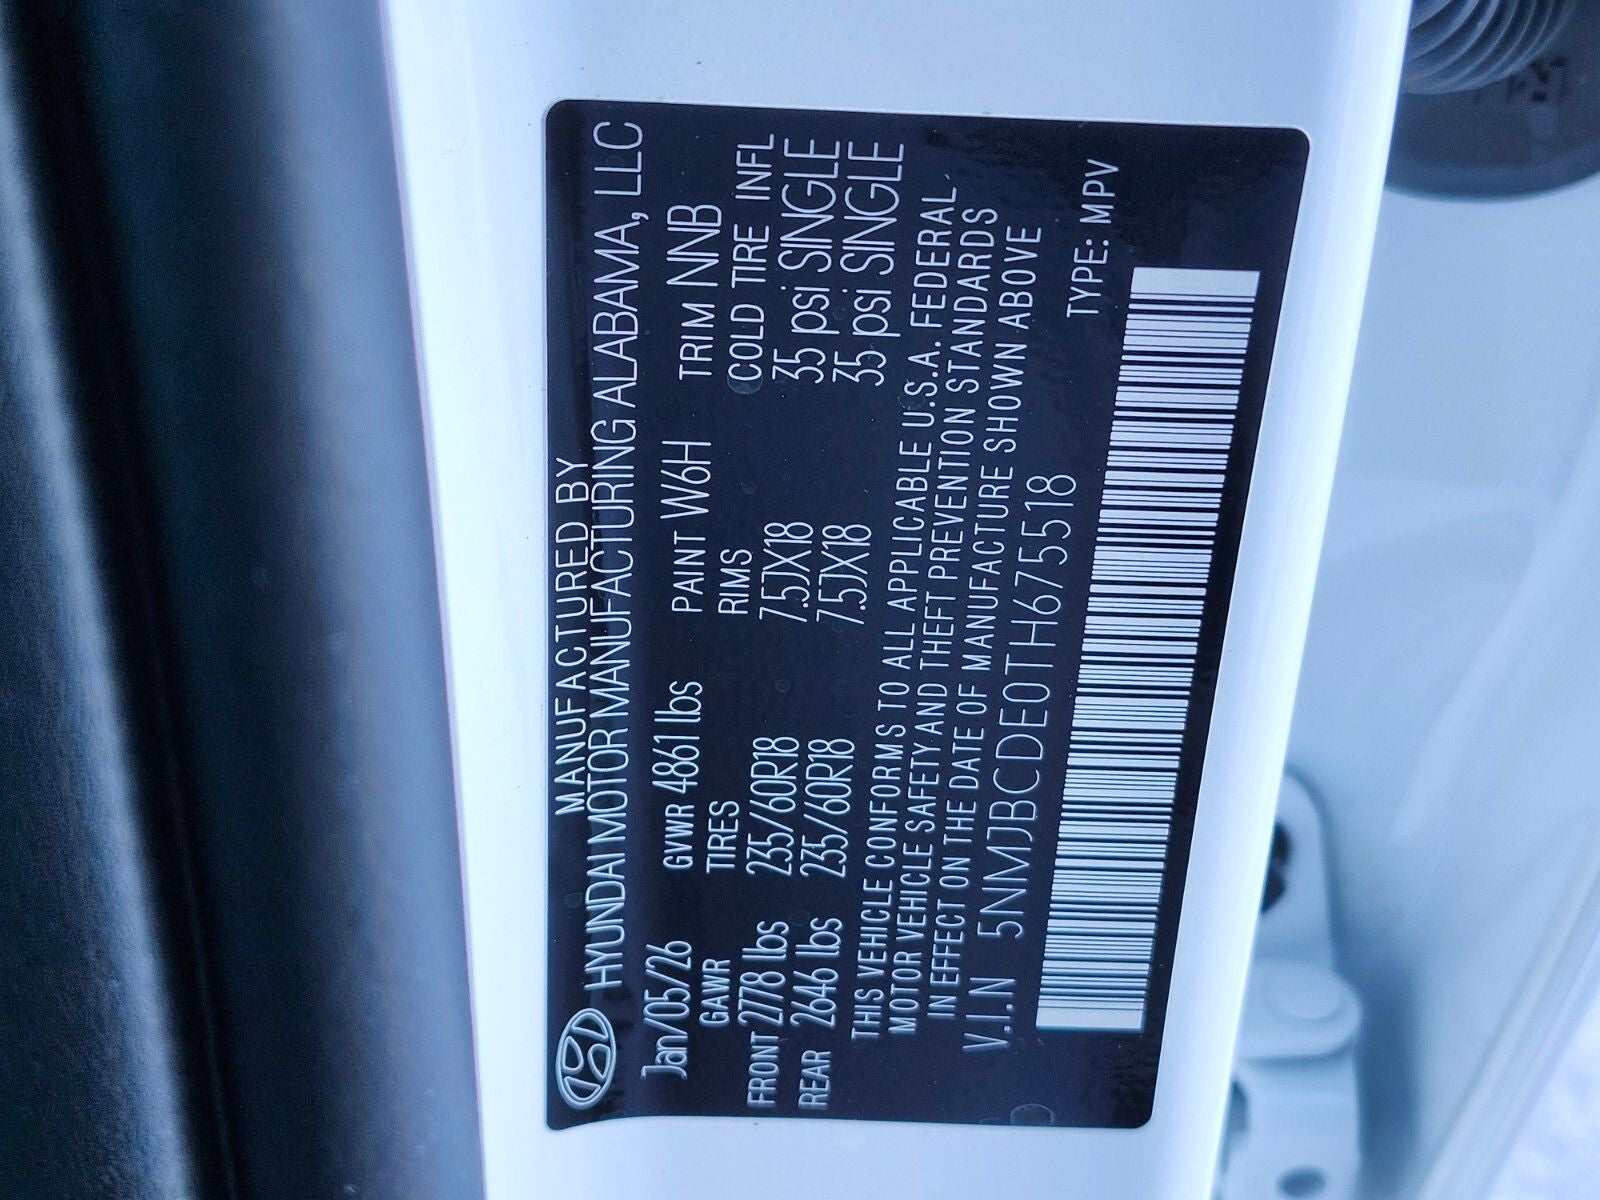 MANUFACTURED BY
HYUNDAI MOTOR MANUFACTURING ALABAMA, LLC
Jan/05/26 GVWR 4861 lbs PAINT W6H TRIM NNB
GAWR TIRES RIMS COLD TIRE INFL
FRONT 2778 lbs 235/60R18 7.5JX18 35 psi SINGLE
REAR 2646 lbs 235/60R18 7.5JX18 35 psi SINGLE
THIS VEHICLE CONFORMS TO ALL APPLICABLE U.S.A. FEDERAL
MOTOR VEHICLE SAFETY AND THEFT PREVENTION STANDARDS
IN EFFECT ON THE DATE OF MANUFACTURE SHOWN ABOVE
V.I.N 5NMJBCDE0TH675518 TYPE: MPV